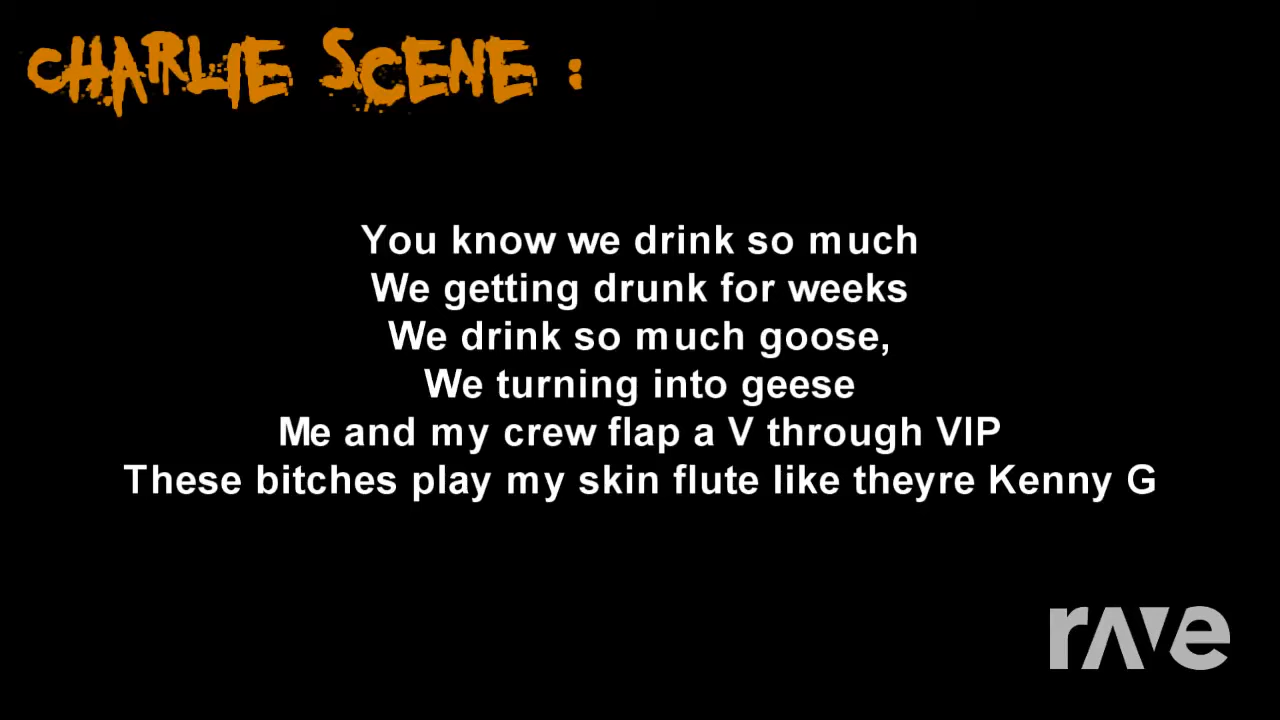 CHARLIE SCENE :
You know we drink so much
We getting drunk for weeks
We drink so much goose,
We turning into geese
Me and my crew flap a V through VIP
These bitches play my skin flute like theyre Kenny G
rave